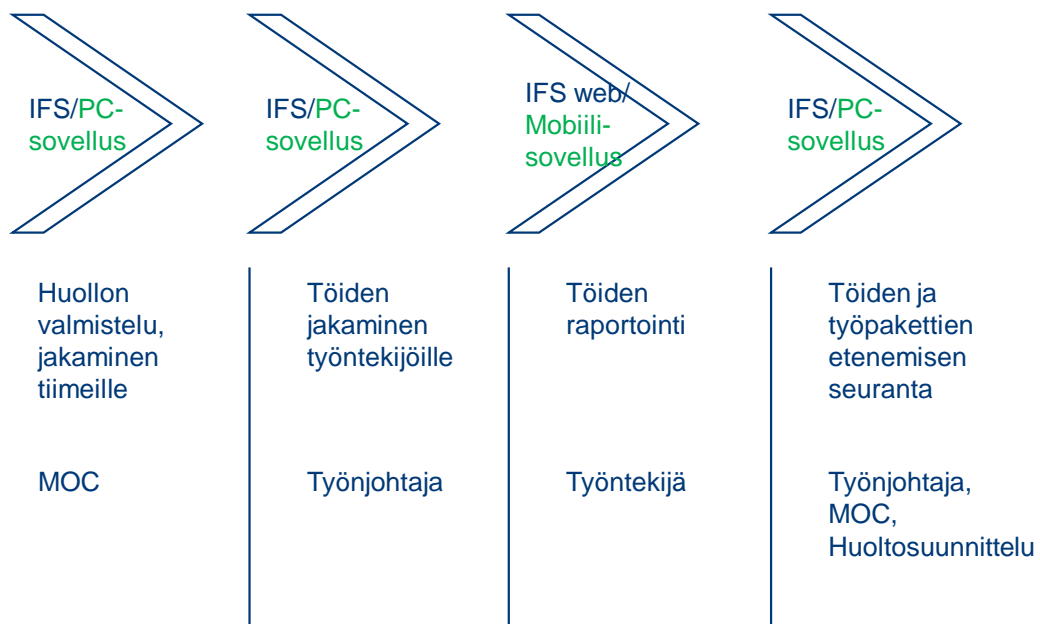 IFS/PC-
sovellus
IFS/PC-
sovellus
IFS web/
Mobiili-
sovellus
IFS/PC-
sovellus
Huollon
valmistelu,
jakaminen
tiimeille
Töiden
jakaminen
työntekijöille
Töiden
raportointi
Töiden ja
työpakettien
etenemisen
seuranta
MOC
Työnjohtaja
Työntekijä
Työnjohtaja,
MOC,
Huoltosuunnittelu